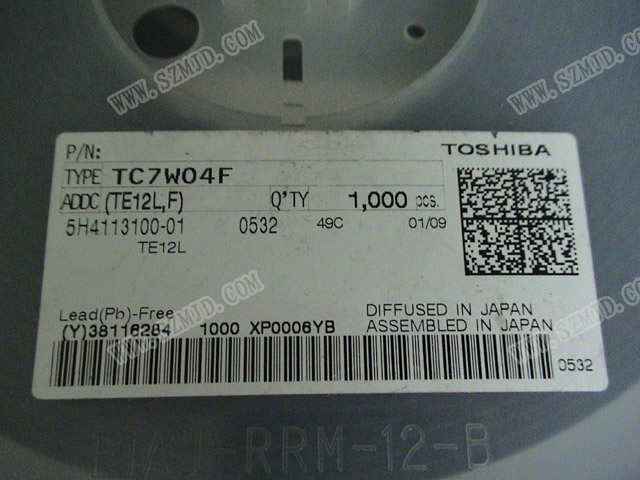 WWW.SZMJD.COM
WWW.SZMJD.COM
P/N: TOSHIBA
TYPE TC7W04F
ADDC (TE12L,F) Q'TY 1,000 pcs.
5H4113100-01 0532 49C 01/09
TE12L
Lead(Pb)-Free DIFFUSED IN JAPAN
(Y)38116284 1000 XP0006YB ASSEMBLED IN JAPAN
0532
WWW.SZMJD.COM
WWW.SZMJD.COM
-RRM-12-B